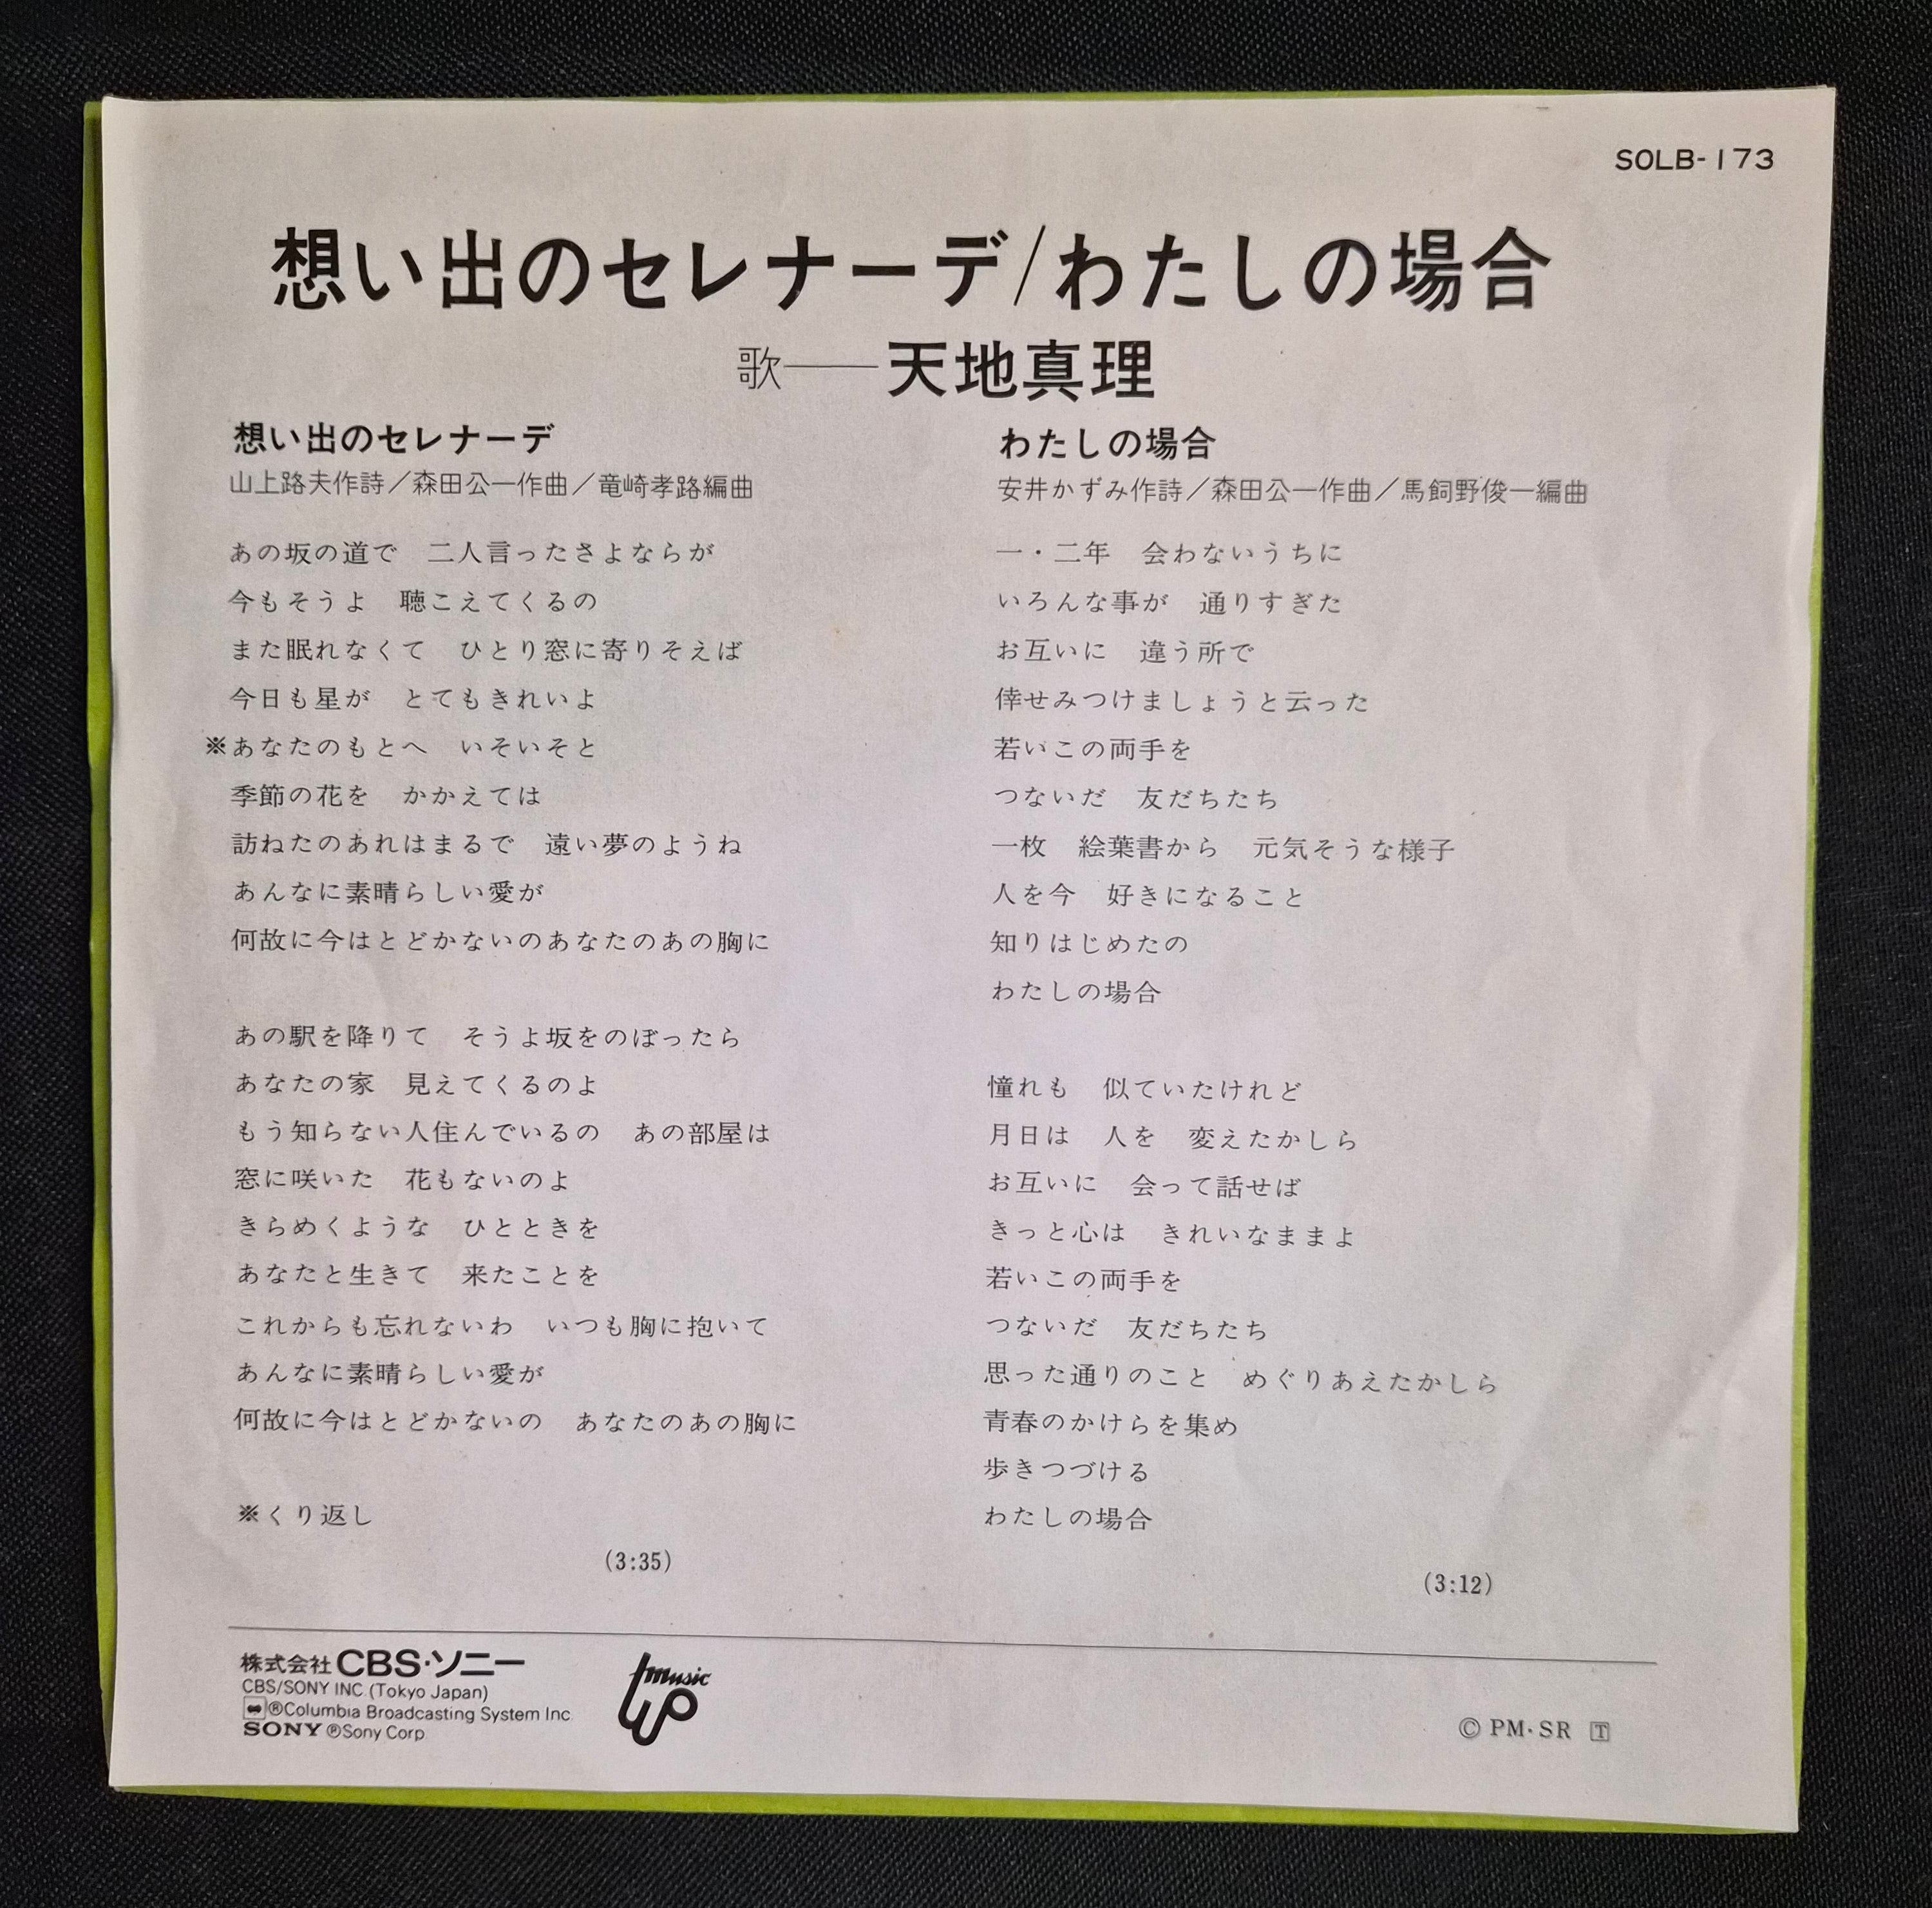 SOLB-173
想い出のセレナーデ/わたしの場合
歌──天地真理
想い出のセレナーデ
山上路夫作詩／森田公一作曲／竜崎孝路編曲
あの坂の道で　二人言ったさよならが
今もそうよ　聴こえてくるの
また眠れなくて　ひとり窓に寄りそえば
今日も星が　とてもきれいよ
※あなたのもとへ　いそいそと
季節の花を　かかえては
訪ねたのあれはまるで　遠い夢のようね
あんなに素晴らしい愛が
何故に今はとどかないのあなたのあの胸に
あの駅を降りて　そうよ坂をのぼったら
あなたの家　見えてくるのよ
もう知らない人住んでいるの　あの部屋は
窓に咲いた　花もないのよ
きらめくような　ひとときを
あなたと生きて　来たことを
これからも忘れないわ　いつも胸に抱いて
あんなに素晴らしい愛が
何故に今はとどかないの　あなたのあの胸に
※くり返し
(3:35)
わたしの場合
安井かずみ作詩／森田公一作曲／馬飼野俊一編曲
一・二年　会わないうちに
いろんな事が　通りすぎた
お互いに　違う所で
倖せみつけましょうと云った
若いこの両手を
つないだ　友だちたち
一枚　絵葉書から　元気そうな様子
人を今　好きになること
知りはじめたの
わたしの場合
憧れも　似ていたけれど
月日は　人を　変えたかしら
お互いに　会って話せば
きっと心は　きれいなままよ
若いこの両手を
つないだ　友だちたち
思った通りのこと　めぐりあえたかしら
青春のかけらを集め
歩きつづける
わたしの場合
(3:12)
株式会社CBS・ソニー
CBS/SONY INC. (Tokyo Japan)
®Columbia Broadcasting System Inc.
SONY ®Sony Corp.
music up
© PM・SR T